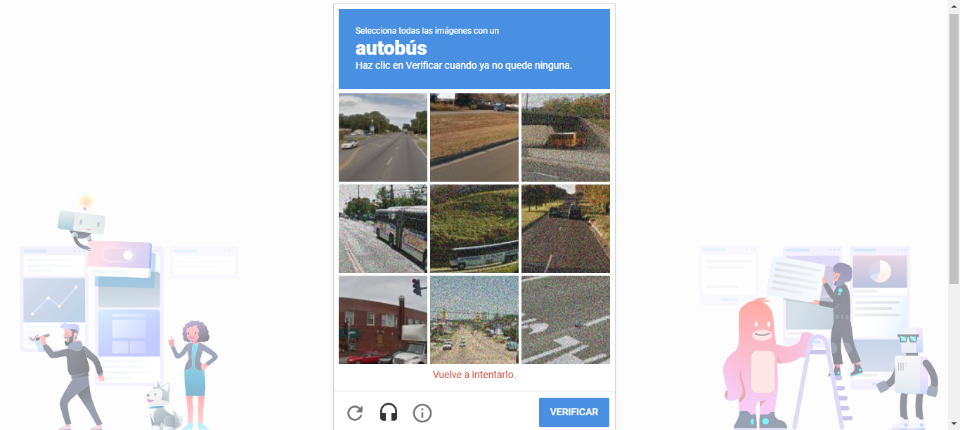 Selecciona todas las imágenes con un
autobús
Haz clic en Verificar cuando ya no quede ninguna.
Vuelve a intentarlo.
VERIFICAR